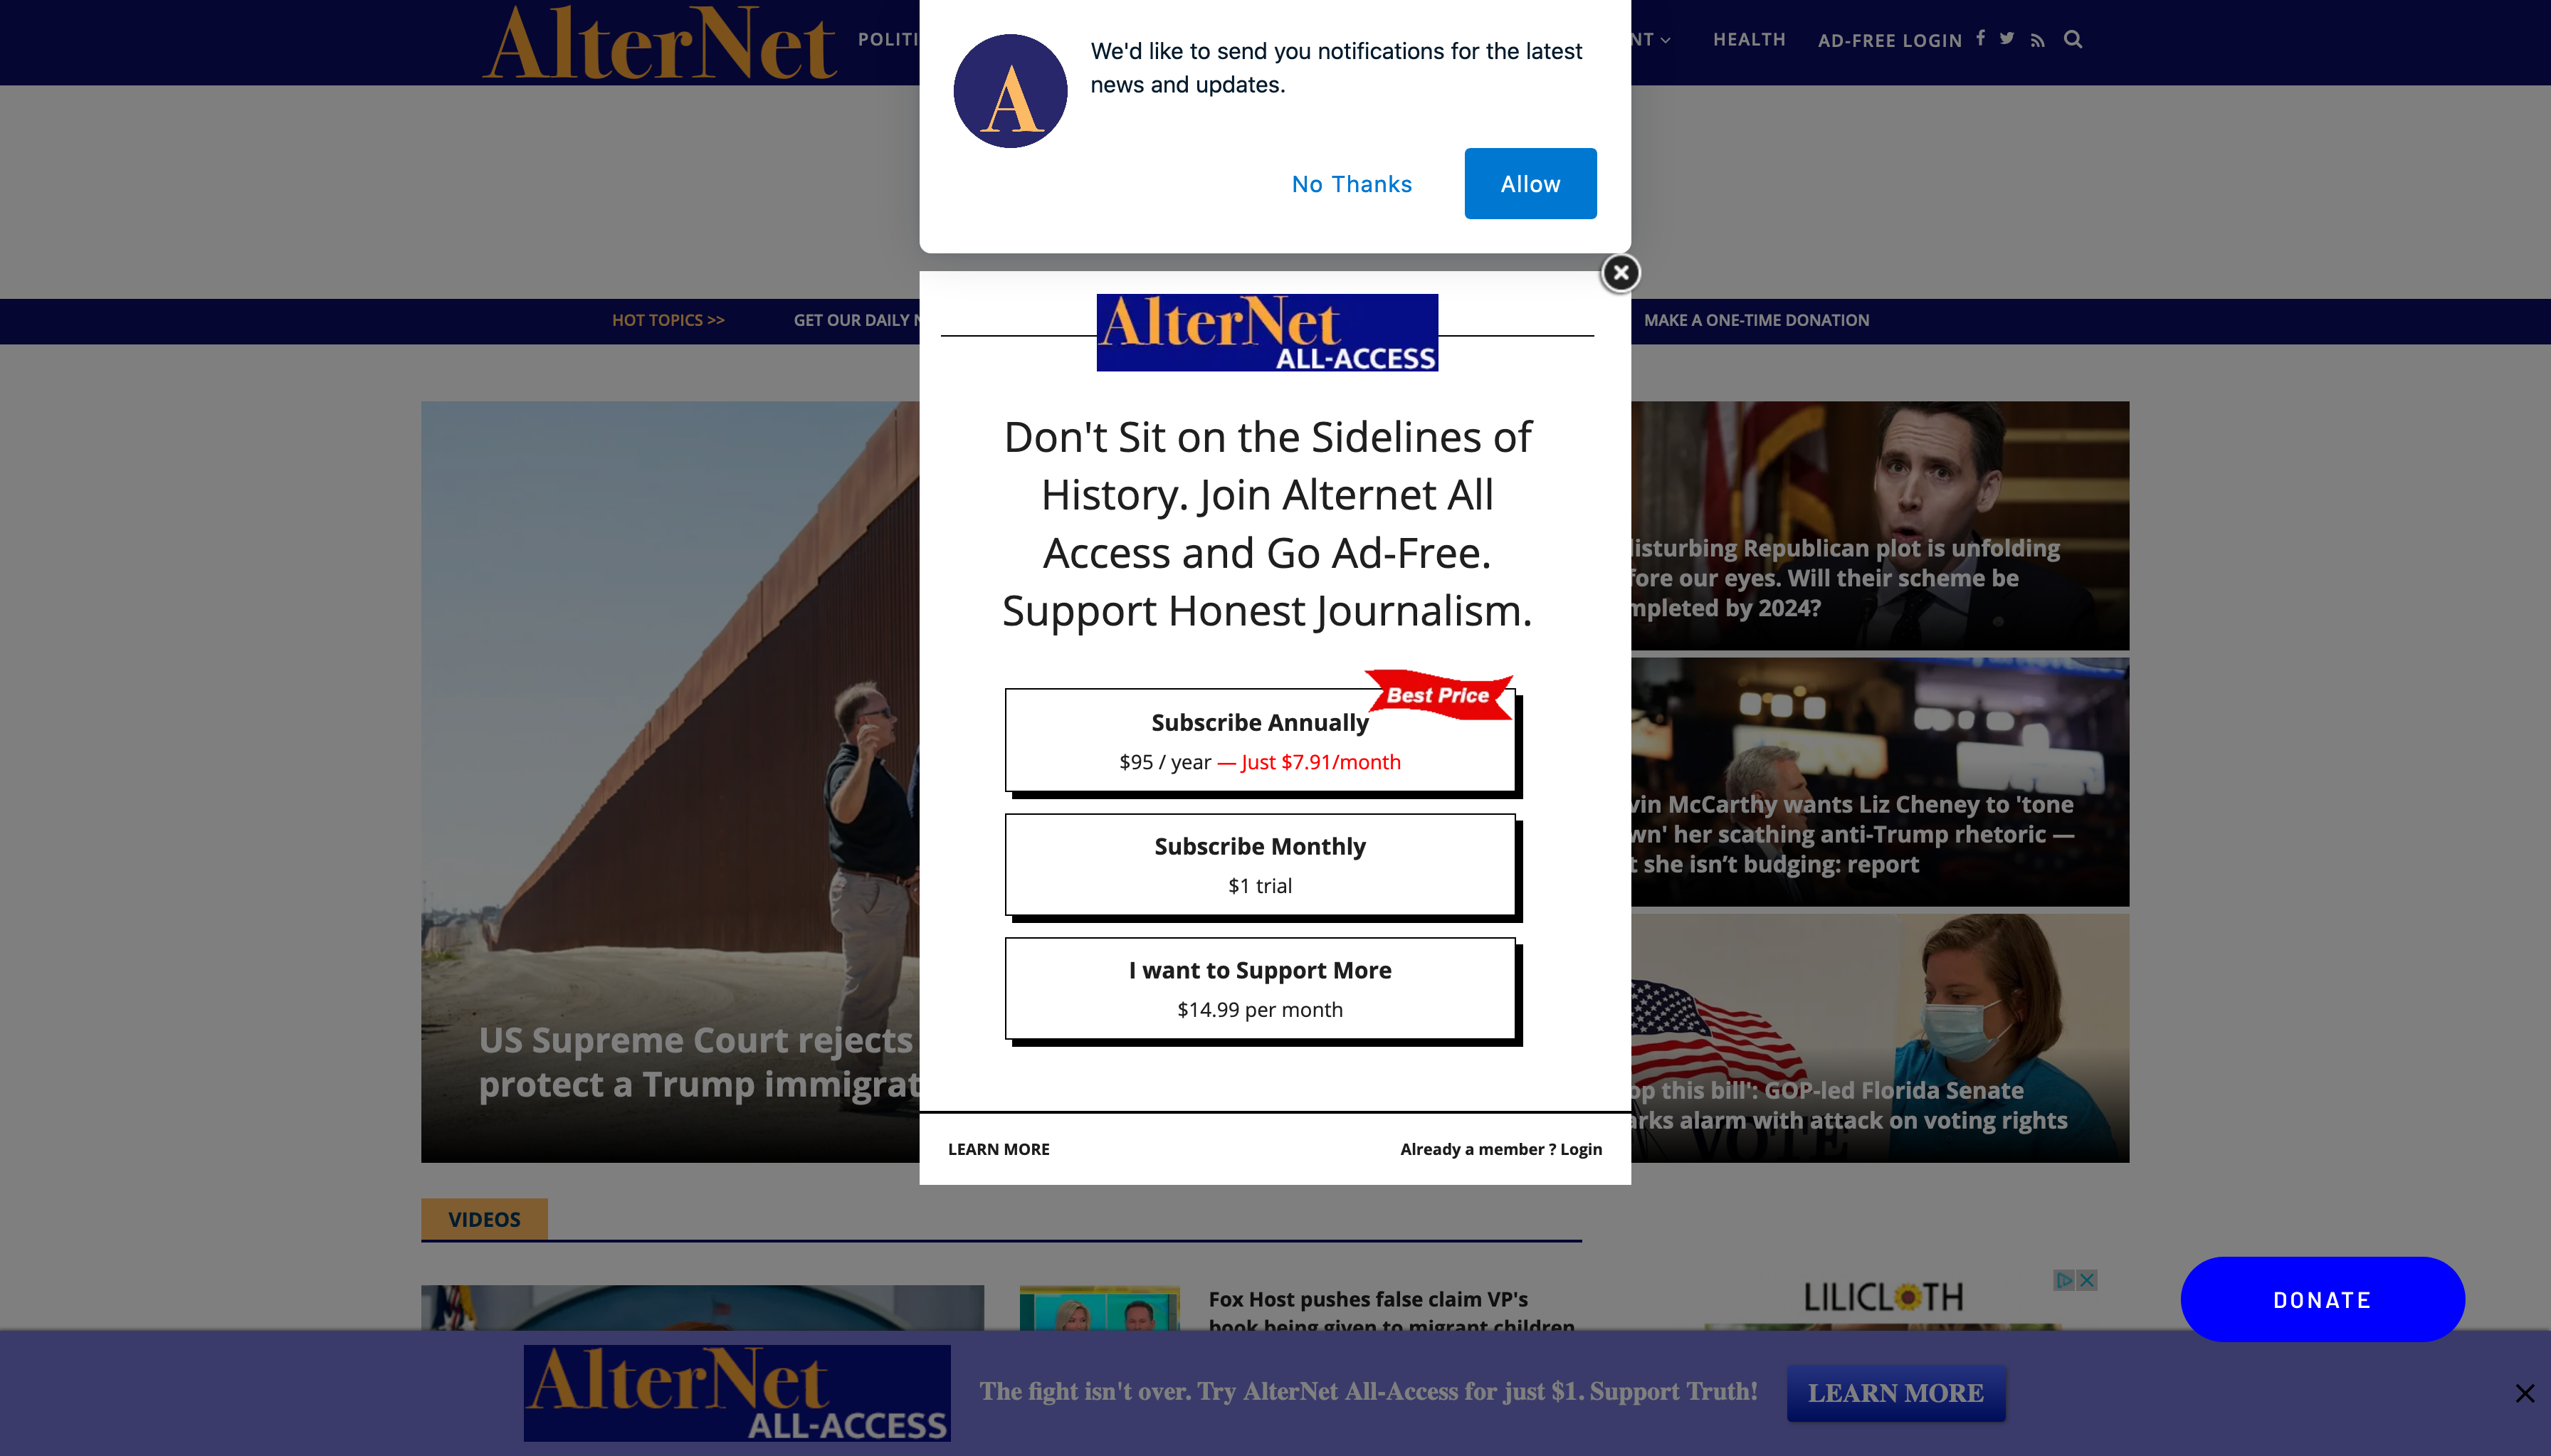 AlterNet
POLITI
NT
HEALTH
AD-FREE LOGIN
A
We'd like to send you notifications for the latest
news and updates.
No Thanks
Allow
HOT TOPICS >>
GET OUR DAILY
MAKE A ONE-TIME DONATION
AlterNet
ALL-ACCESS
Don't Sit on the Sidelines of
History. Join Alternet All
Access and Go Ad-Free.
Support Honest Journalism.
Best Price
Subscribe Annually
$95 / year — Just $7.91/month
Subscribe Monthly
$1 trial
I want to Support More
$14.99 per month
LEARN MORE
Already a member ? Login
US Supreme Court rejects
protect a Trump immigrat
disturbing Republican plot is unfolding
fore our eyes. Will their scheme be
mpleted by 2024?
vin McCarthy wants Liz Cheney to 'tone
wn' her scathing anti-Trump rhetoric —
t she isn’t budging: report
op this bill': GOP-led Florida Senate
arks alarm with attack on voting rights
VOTE
VIDEOS
Fox Host pushes false claim VP's
book being given to migrant children
LILICLOTH
DONATE
AlterNet
ALL-ACCESS
The fight isn't over. Try AlterNet All-Access for just $1. Support Truth!
LEARN MORE